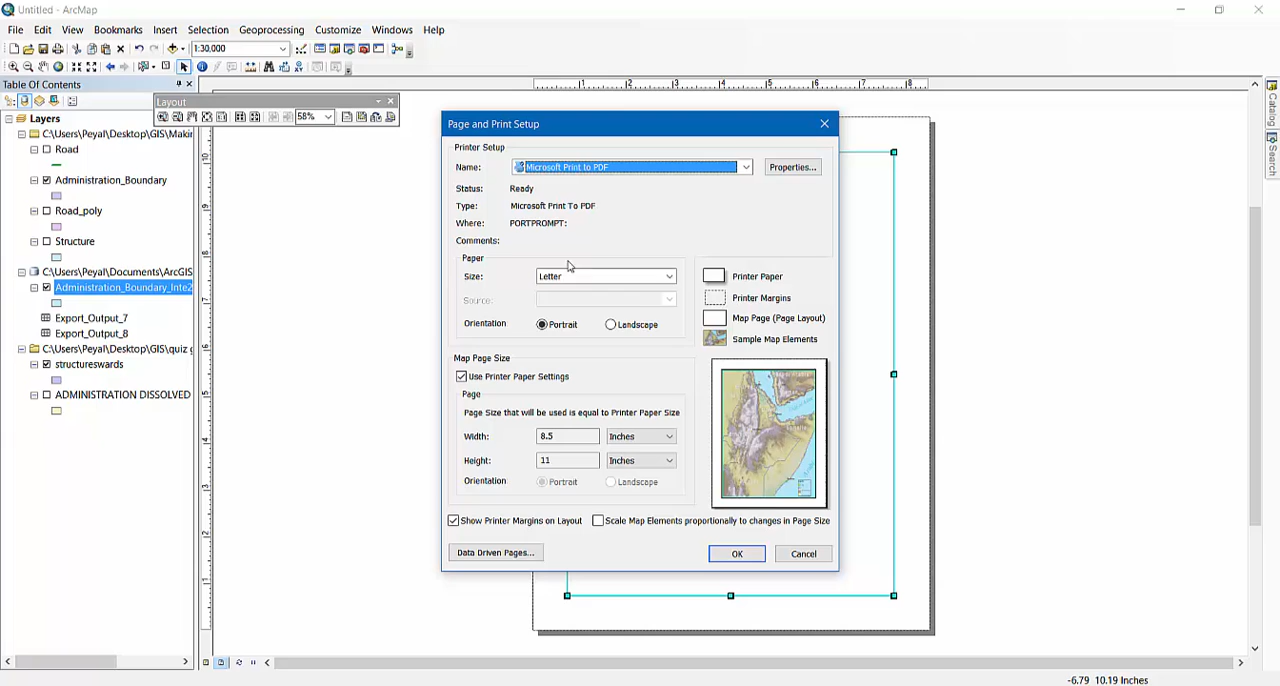 Untitled - ArcMap
File Edit View Bookmarks Insert Selection Geoprocessing Customize Windows Help
1:30,000
Table Of Contents
Layout
58%
Layers
C:\Users\Peyal\Desktop\GIS\Makin
Road
Administration_Boundary
Road_poly
Structure
C:\Users\Peyal\Documents\ArcGIS
Administration_Boundary_Inte2
Export_Output_7
Export_Output_8
C:\Users\Peyal\Desktop\GIS\quiz g
structureswards
ADMINISTRATION DISSOLVED
Page and Print Setup
Printer Setup
Name: Microsoft Print to PDF Properties...
Status: Ready
Type: Microsoft Print To PDF
Where: PORTPROMPT:
Comments:
Paper
Size: Letter
Source:
Orientation Portrait Landscape
Printer Paper
Printer Margins
Map Page (Page Layout)
Sample Map Elements
Map Page Size
Use Printer Paper Settings
Page
Page Size that will be used is equal to Printer Paper Size
Width: 8.5 Inches
Height: 11 Inches
Orientation Portrait Landscape
Show Printer Margins on Layout Scale Map Elements proportionally to changes in Page Size
Data Driven Pages... OK Cancel
Catalog
Search
-6.79 10.19 Inches